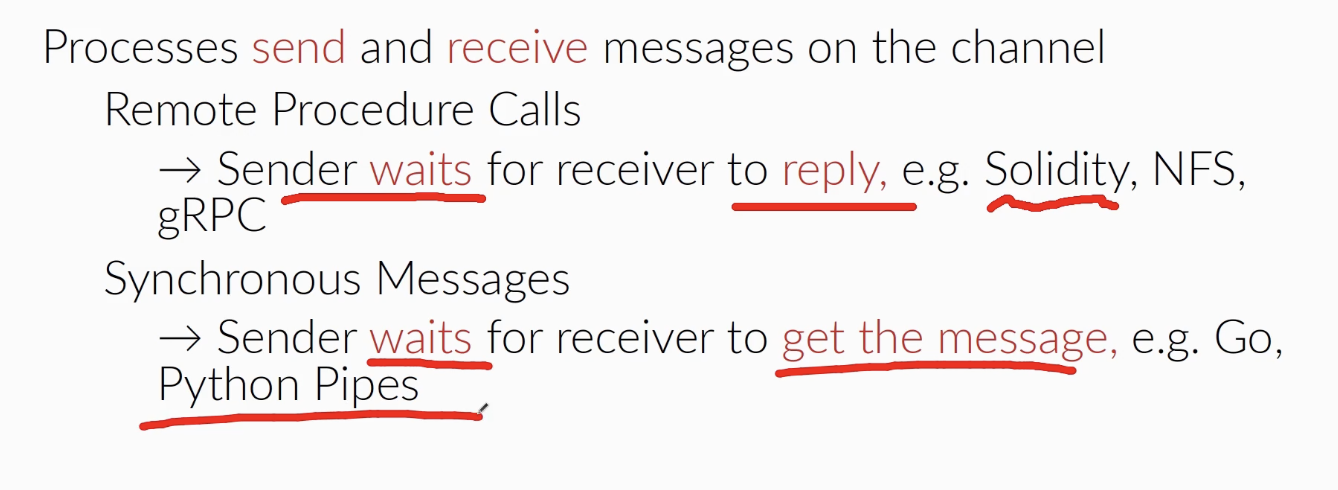 Processes send and receive messages on the channel
Remote Procedure Calls
→ Sender waits for receiver to reply, e.g. Solidity, NFS,
gRPC
Synchronous Messages
→ Sender waits for receiver to get the message, e.g. Go,
Python Pipes